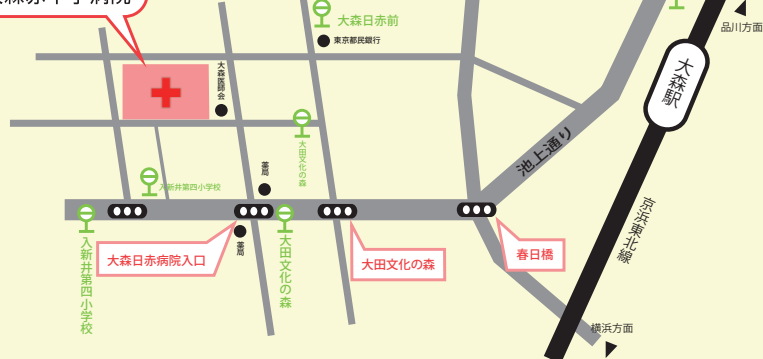 大森赤十字病院
大森日赤前
東京都民銀行
品川方面
大森医師会
大森駅
大田文化の森
池上通り
薬局
入新井第四小学校
京浜東北線
入新井第四小学校
大森日赤病院入口
薬局
大田文化の森
大田文化の森
春日橋
横浜方面